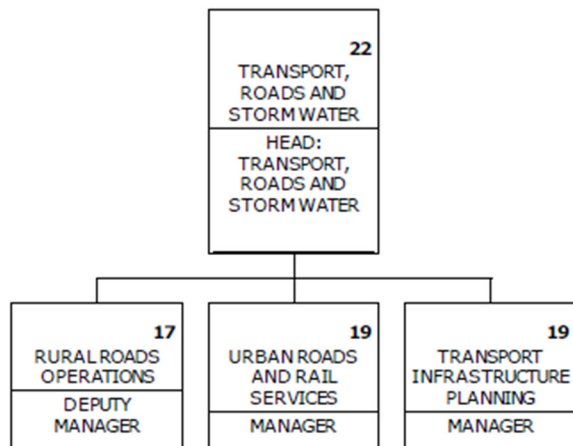 22
TRANSPORT,
ROADS AND
STORM WATER
HEAD:
TRANSPORT,
ROADS AND
STORM WATER
17
RURAL ROADS
OPERATIONS
DEPUTY
MANAGER
19
URBAN ROADS
AND RAIL
SERVICES
MANAGER
19
TRANSPORT
INFRASTRUCTURE
PLANNING
MANAGER